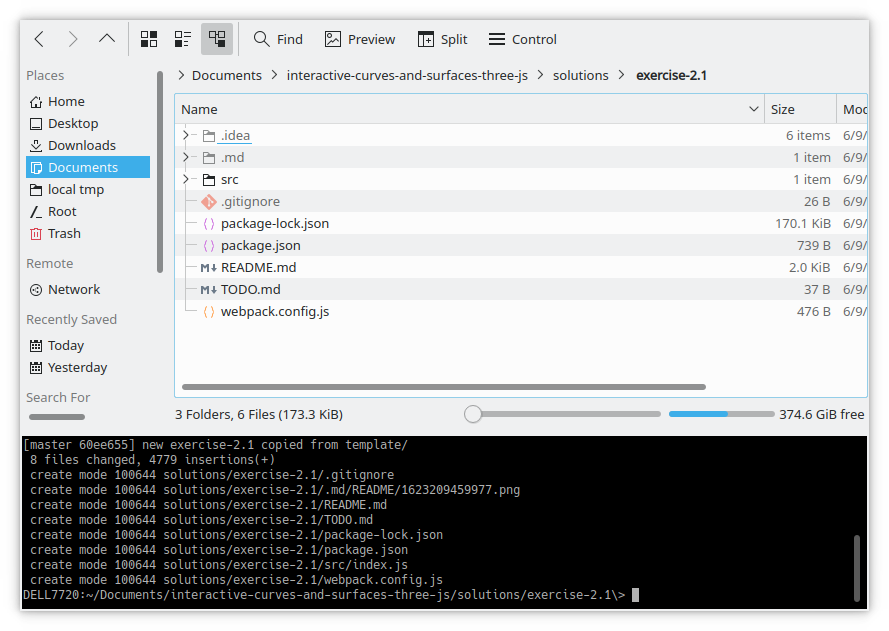 Find Preview Split Control
Places
Home
Desktop
Downloads
Documents
local tmp
Root
Trash
Remote
Network
Recently Saved
Today
Yesterday
Search For
Documents interactive-curves-and-surfaces-three-js solutions exercise-2.1
Name Size Mod
.idea 6 items 6/9/
.md 1 item 6/9/
src 1 item 6/9/
.gitignore 26 B 6/9/
package-lock.json 170.1 KiB 6/9/
package.json 739 B 6/9/
README.md 2.0 KiB 6/9/
TODO.md 37 B 6/9/
webpack.config.js 476 B 6/9/
3 Folders, 6 Files (173.3 KiB) 374.6 GiB free
[master 60ee655] new exercise-2.1 copied from template/
8 files changed, 4779 insertions(+)
create mode 100644 solutions/exercise-2.1/.gitignore
create mode 100644 solutions/exercise-2.1/.md/README/1623209459977.png
create mode 100644 solutions/exercise-2.1/README.md
create mode 100644 solutions/exercise-2.1/TODO.md
create mode 100644 solutions/exercise-2.1/package-lock.json
create mode 100644 solutions/exercise-2.1/package.json
create mode 100644 solutions/exercise-2.1/src/index.js
create mode 100644 solutions/exercise-2.1/webpack.config.js
DELL7720:~/Documents/interactive-curves-and-surfaces-three-js/solutions/exercise-2.1\>